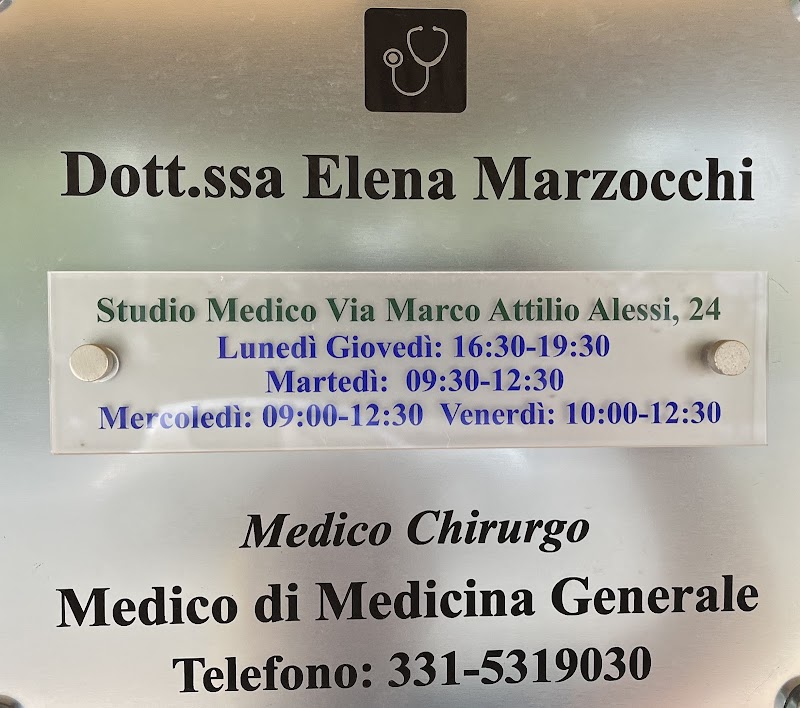 Dott.ssa Elena Marzocchi
Studio Medico Via Marco Attilio Alessi, 24
Lunedì Giovedì: 16:30-19:30
Martedì: 09:30-12:30
Mercoledì: 09:00-12:30 Venerdì: 10:00-12:30
Medico Chirurgo
Medico di Medicina Generale
Telefono: 331-5319030